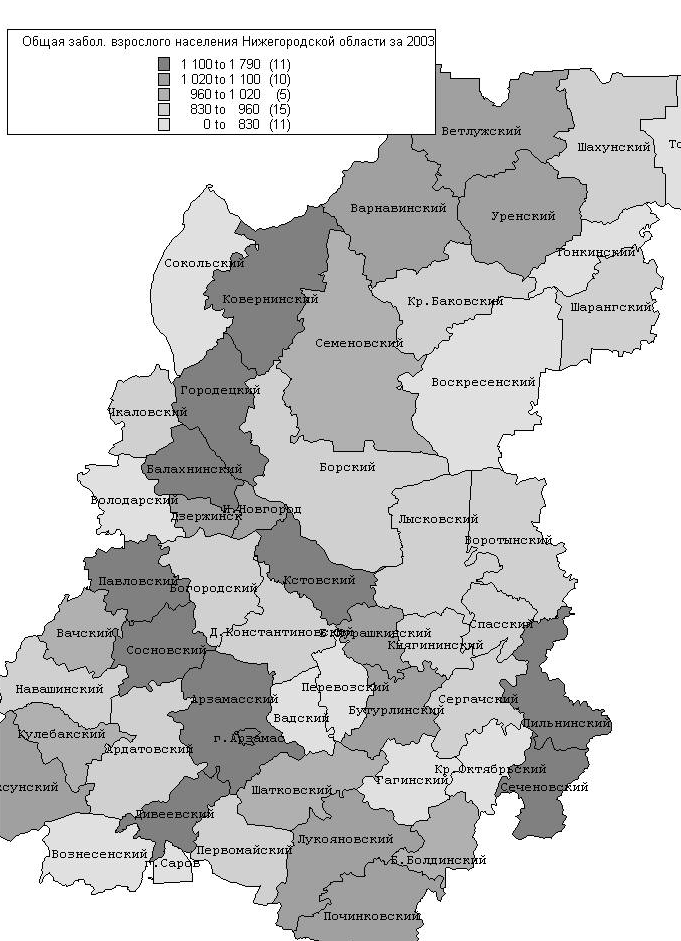 Общая забол. взрослого населения Нижегородской области за 2003
1 100 to 1 790 (11)
1 020 to 1 100 (10)
960 to 1 020 (5)
830 to 960 (15)
0 to 830 (11)
Ветлужский
Шахунский
То
Варнавинский
Уренский
Тонкинский
Сокольский
Ковернинский
Кр.Баковский
Шарангский
Семеновский
Воскресенский
Городецкий
Чкаловский
Балахнинский
Борский
Володарский
Дзержинск
Н.Новгород
Лысковский
Воротынский
Павловский
Богородский
Кстовский
Спасский
Вачский
Д.Константиновский
Княгининский
Сосновский
Навашинский
Арзамасский
Перевозский
Сергачский
Вадский
Бутурлинский
Пильнинский
Кулебакский
г.Арзамас
Ардатовский
Кр.Октябрьский
Гагинский
Сеченовский
ксунский
Шатковский
Дивеевский
Лукояновский
Вознесенский
Первомайский
г.Саров
Б.Болдинский
Починковский